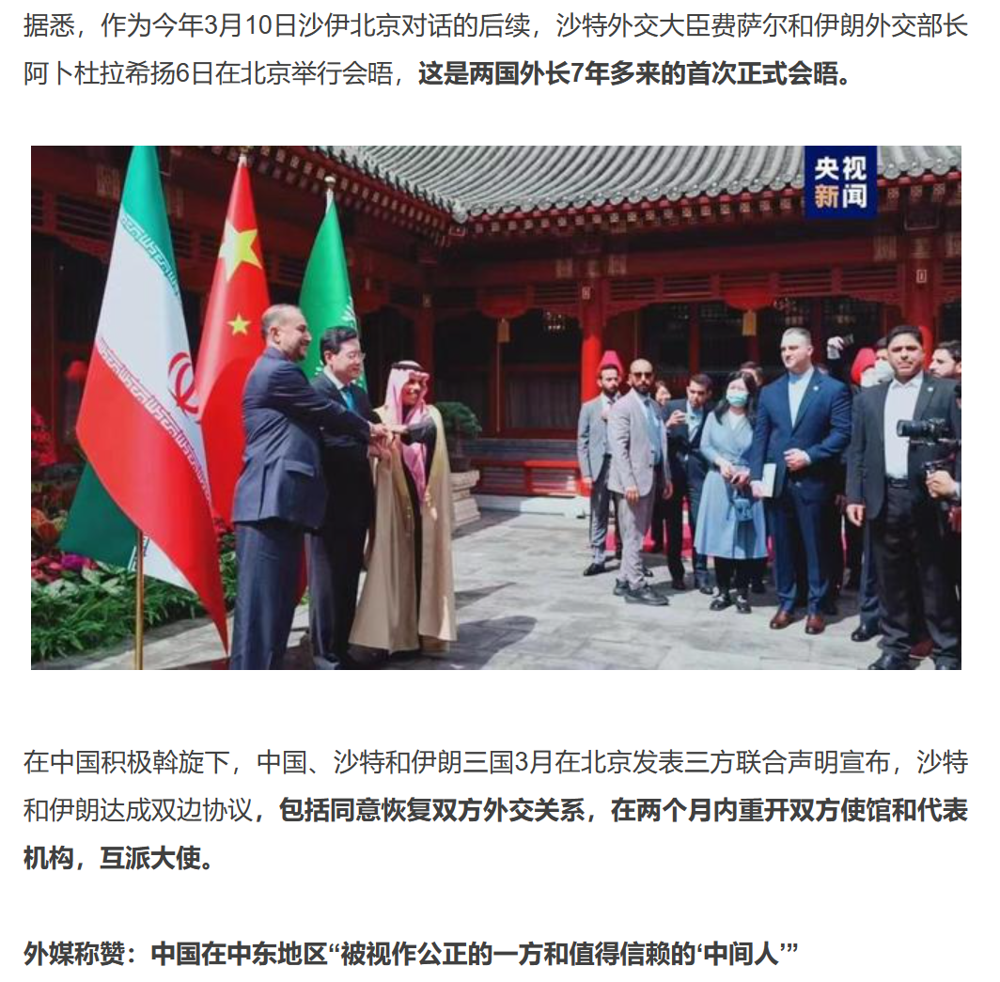 据悉，作为今年3月10日沙伊北京对话的后续，沙特外交大臣费萨尔和伊朗外交部长
阿卜杜拉希扬6日在北京举行会晤，这是两国外长7年多来的首次正式会晤。
央视
新闻
在中国积极斡旋下，中国、沙特和伊朗三国3月在北京发表三方联合声明宣布，沙特
和伊朗达成双边协议，包括同意恢复双方外交关系，在两个月内重开双方使馆和代表
机构，互派大使。
外媒称赞：中国在中东地区“被视作公正的一方和值得信赖的‘中间人’”